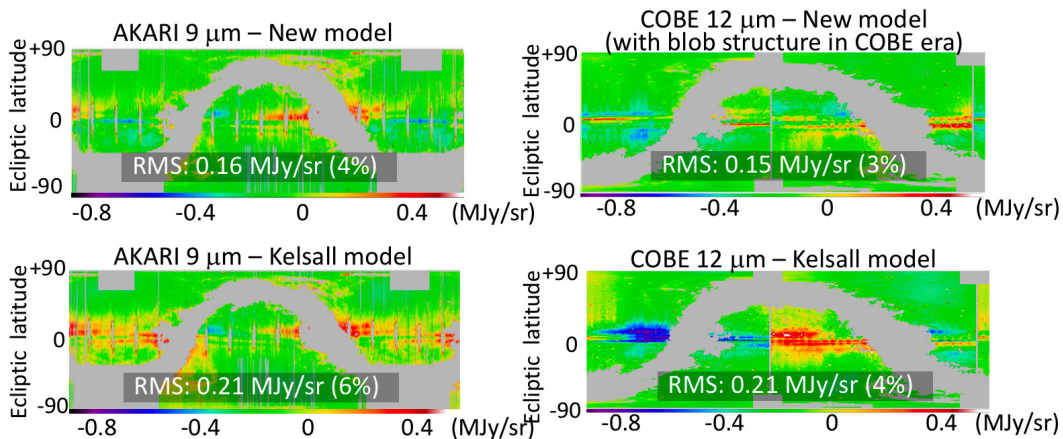 AKARI 9 μm – New model
Ecliptic latitude
+90
0
-90
RMS: 0.16 MJy/sr (4%)
-0.8 -0.4 0 0.4 (MJy/sr)
COBE 12 μm – New model
(with blob structure in COBE era)
Ecliptic latitude
+90
0
-90
RMS: 0.15 MJy/sr (3%)
-0.8 -0.4 0 0.4 (MJy/sr)
AKARI 9 μm – Kelsall model
Ecliptic latitude
+90
0
-90
RMS: 0.21 MJy/sr (6%)
-0.8 -0.4 0 0.4 (MJy/sr)
COBE 12 μm – Kelsall model
Ecliptic latitude
+90
0
-90
RMS: 0.21 MJy/sr (4%)
-0.8 -0.4 0 0.4 (MJy/sr)